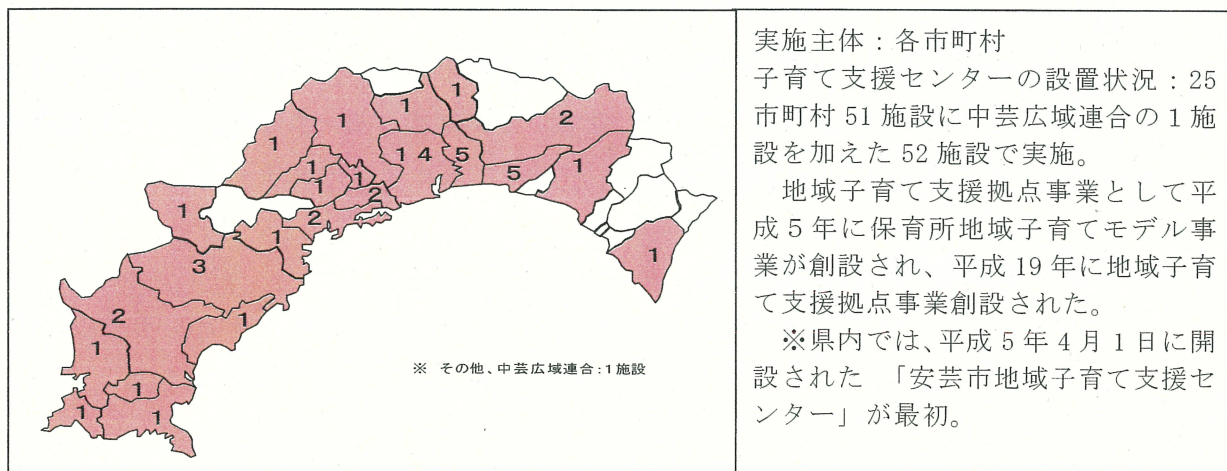 1
1
1
2
1
1
1 4
5
5
1
1
1
1
2
1
2
1
3
1
2
1
1
1
1
1
※ その他、中芸広域連合:1施設
実施主体:各市町村
子育て支援センターの設置状況:25
市町村 51 施設に中芸広域連合の 1 施
設を加えた 52 施設で実施。
地域子育て支援拠点事業として平
成 5 年に保育所地域子育てモデル事
業が創設され、平成 19 年に地域子育
て支援拠点事業創設された。
※県内では、平成 5 年 4 月 1 日に開
設された 「安芸市地域子育て支援セ
ンター」が最初。